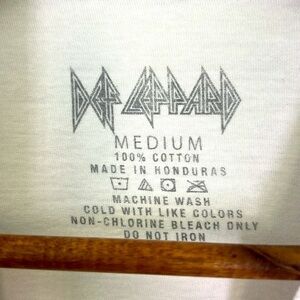 DEF LEPPARD
MEDIUM
100% COTTON
MADE IN HONDURAS
MACHINE WASH
COLD WITH LIKE COLORS
NON-CHLORINE BLEACH ONLY
DO NOT IRON